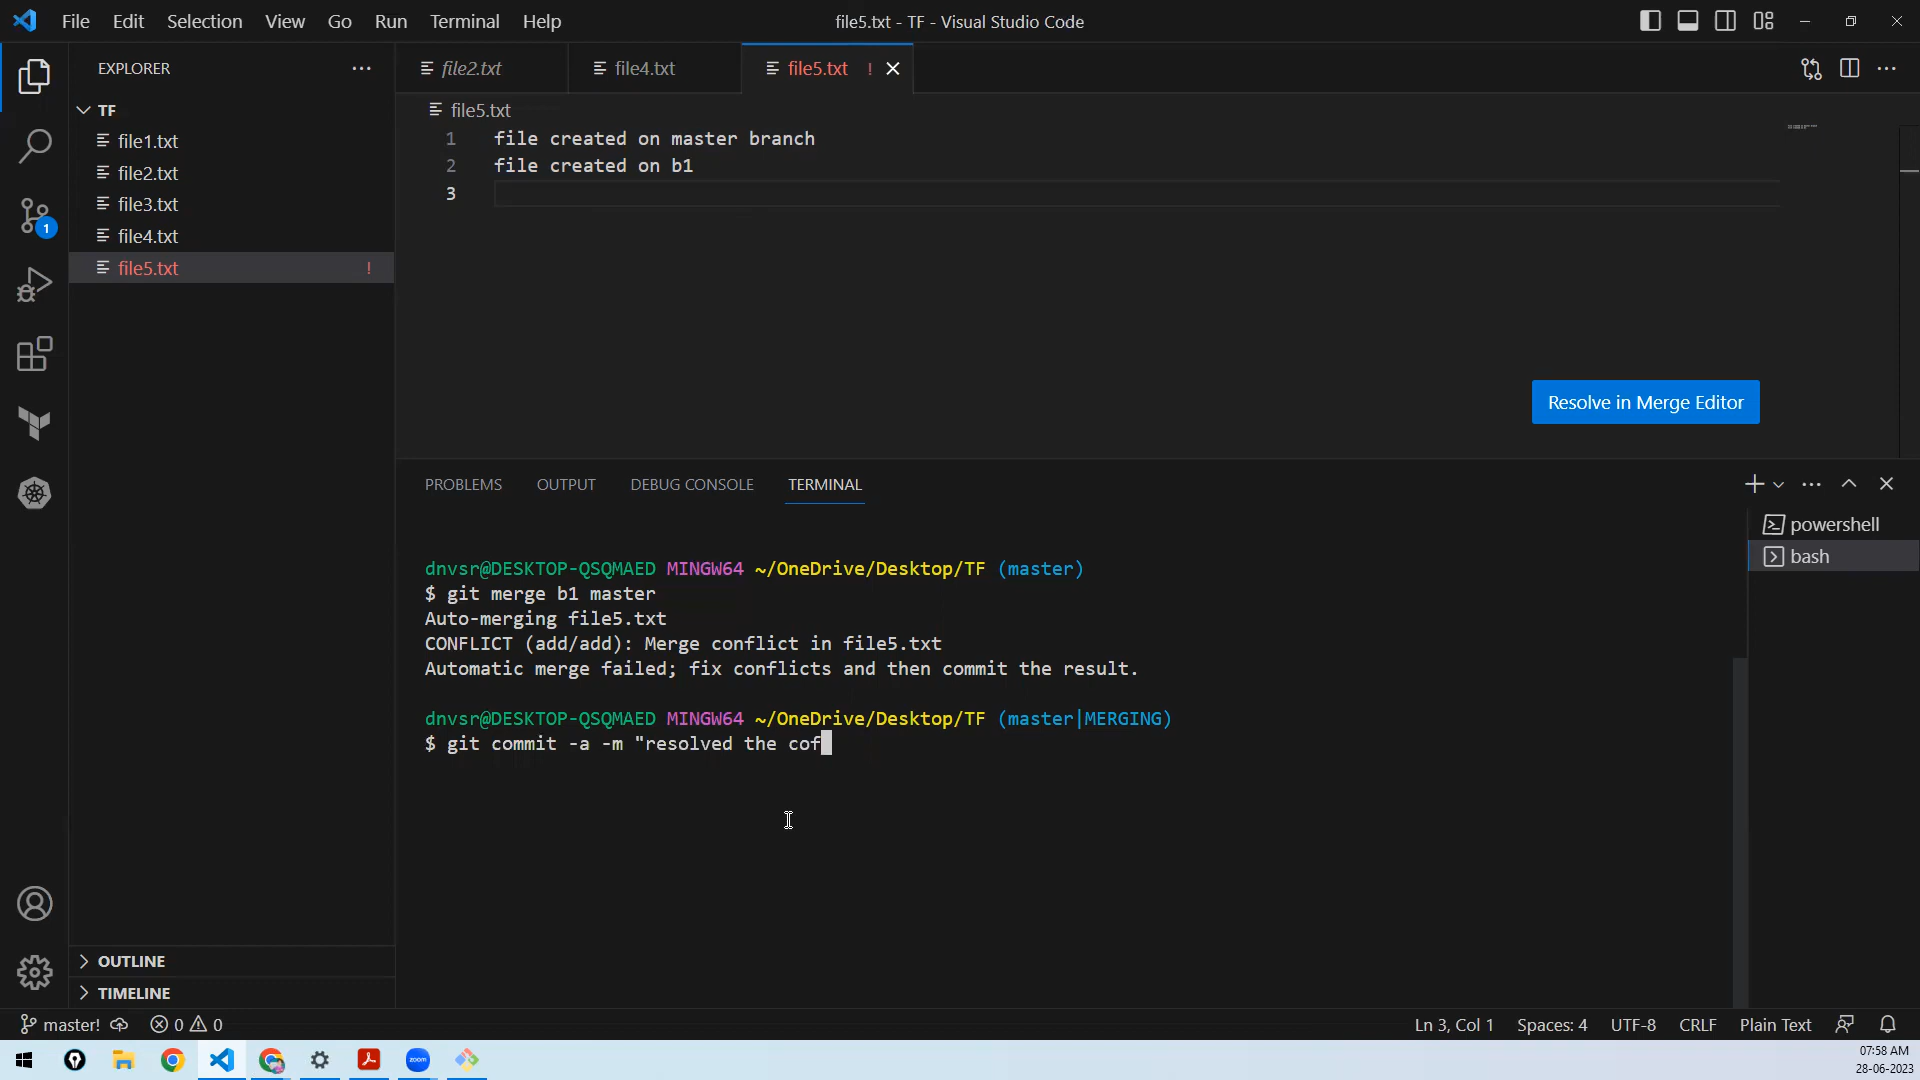 File Edit Selection View Go Run Terminal Help
file5.txt - TF - Visual Studio Code
EXPLORER
file2.txt
file4.txt
file5.txt !
TF
file1.txt
file2.txt
file3.txt
file4.txt
file5.txt !
1
file5.txt
1 file created on master branch
2 file created on b1
3
Resolve in Merge Editor
PROBLEMS OUTPUT DEBUG CONSOLE TERMINAL
powershell
bash
dnvsr@DESKTOP-QSQMAED MINGW64 ~/OneDrive/Desktop/TF (master)
$ git merge b1 master
Auto-merging file5.txt
CONFLICT (add/add): Merge conflict in file5.txt
Automatic merge failed; fix conflicts and then commit the result.
dnvsr@DESKTOP-QSQMAED MINGW64 ~/OneDrive/Desktop/TF (master|MERGING)
$ git commit -a -m "resolved the cof
OUTLINE
TIMELINE
master! 0 0
Ln 3, Col 1 Spaces: 4 UTF-8 CRLF Plain Text
zoom
07:58 AM
28-06-2023